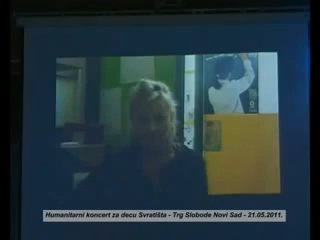 Humanitarni koncert za decu Svratišta - Trg Slobode Novi Sad - 21.05.2011.